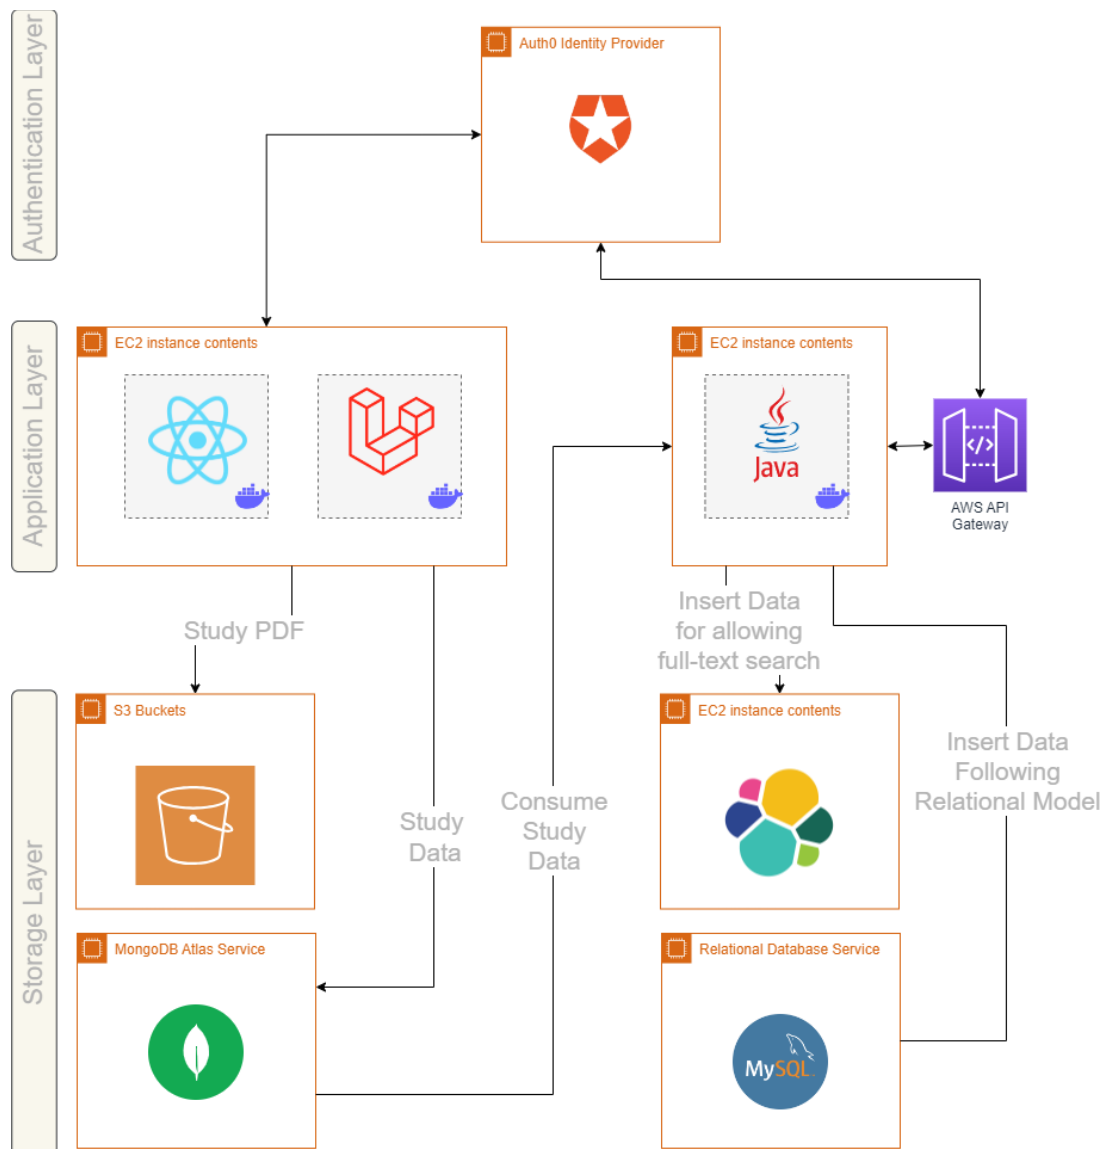 Authentication Layer
Auth0 Identity Provider
Application Layer
EC2 instance contents
EC2 instance contents
Java
AWS API
Gateway
Study PDF
Insert Data
for allowing
full-text search
Storage Layer
S3 Buckets
EC2 instance contents
Insert Data
Following
Relational Model
Study
Data
Consume
Study
Data
MongoDB Atlas Service
Relational Database Service
MySQL